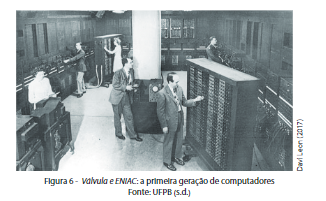 Davi Leon (2017)
Figura 6 - Válvula e ENIAC: a primeira geração de computadores
Fonte: UFPB (s.d.)